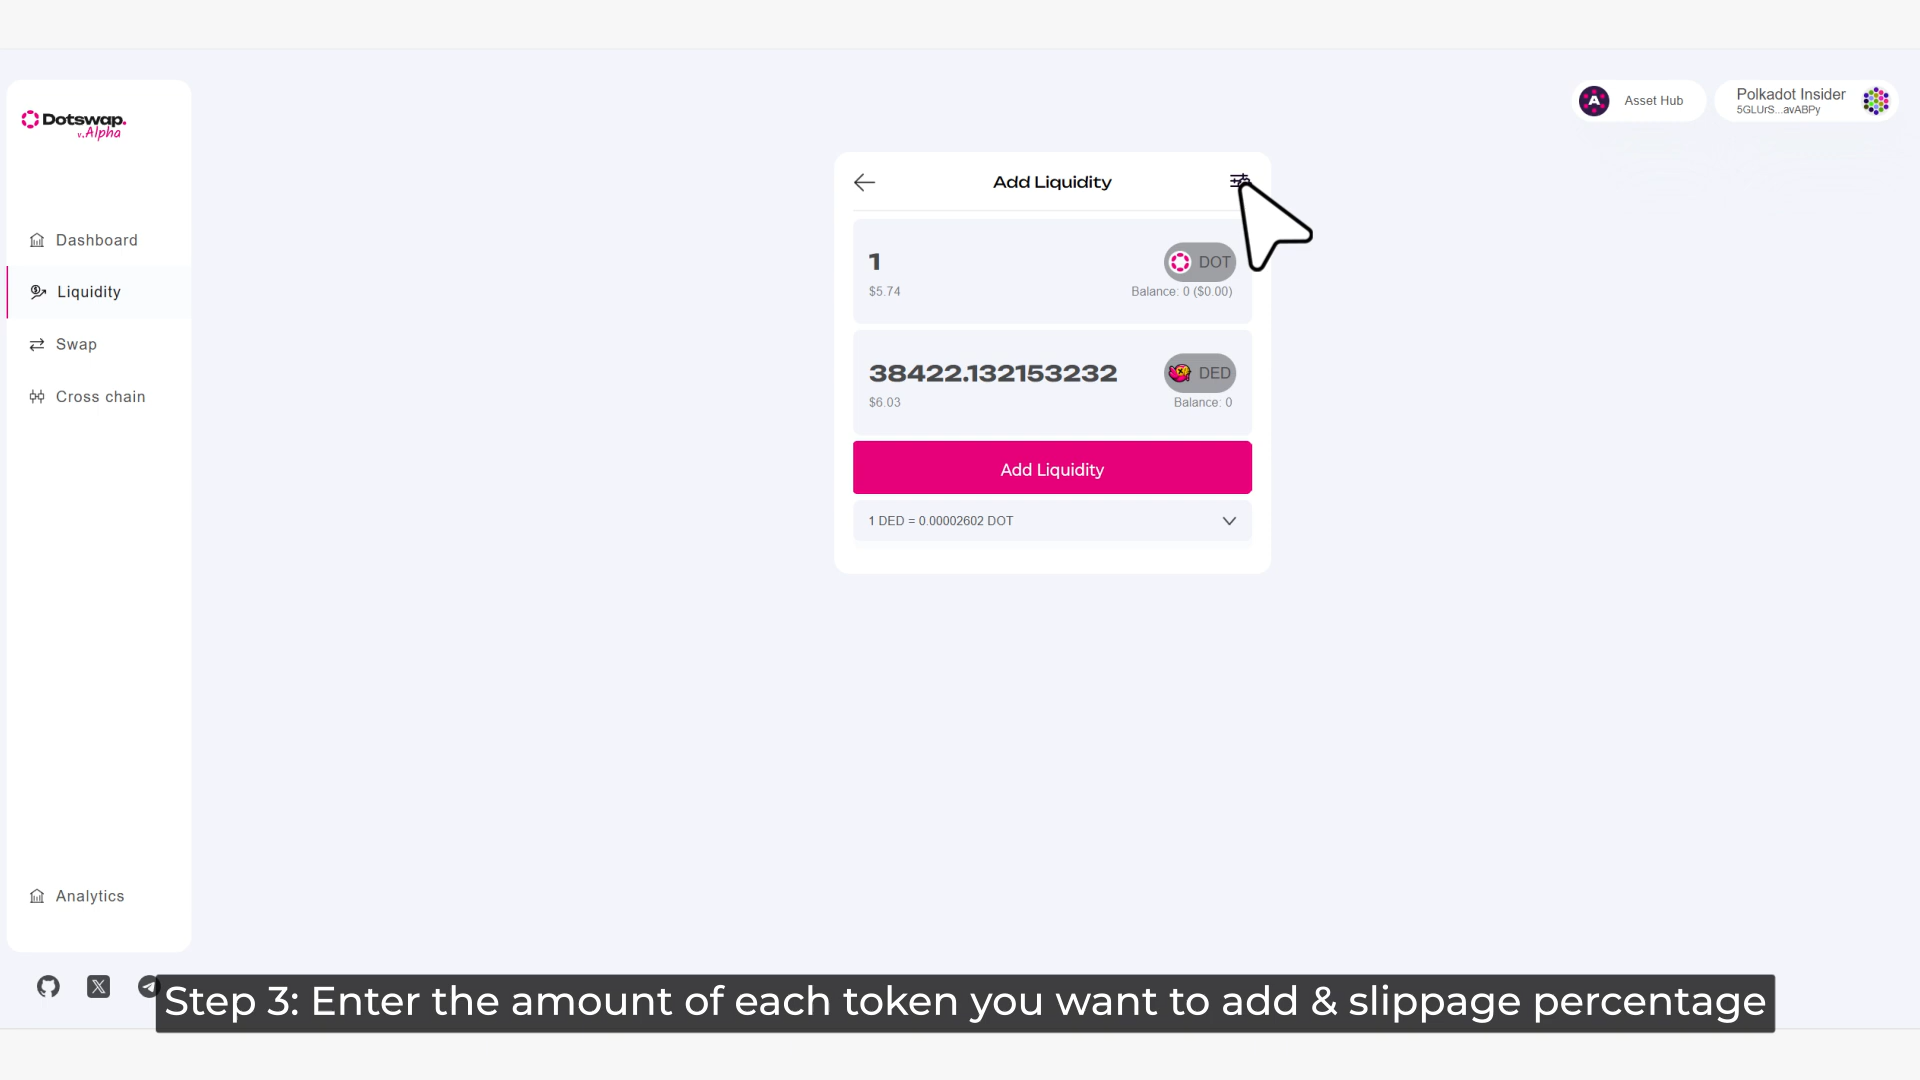 Dotswap.
v.Alpha
Dashboard
Liquidity
Swap
Cross chain
Analytics
A
Asset Hub
Polkadot Insider
5GLUrS...avABPy
Add Liquidity
1
DOT
$5.74
Balance: 0 ($0.00)
38422.132153232
DED
$6.03
Balance: 0
Add Liquidity
1 DED = 0.00002602 DOT
Step 3: Enter the amount of each token you want to add & slippage percentage